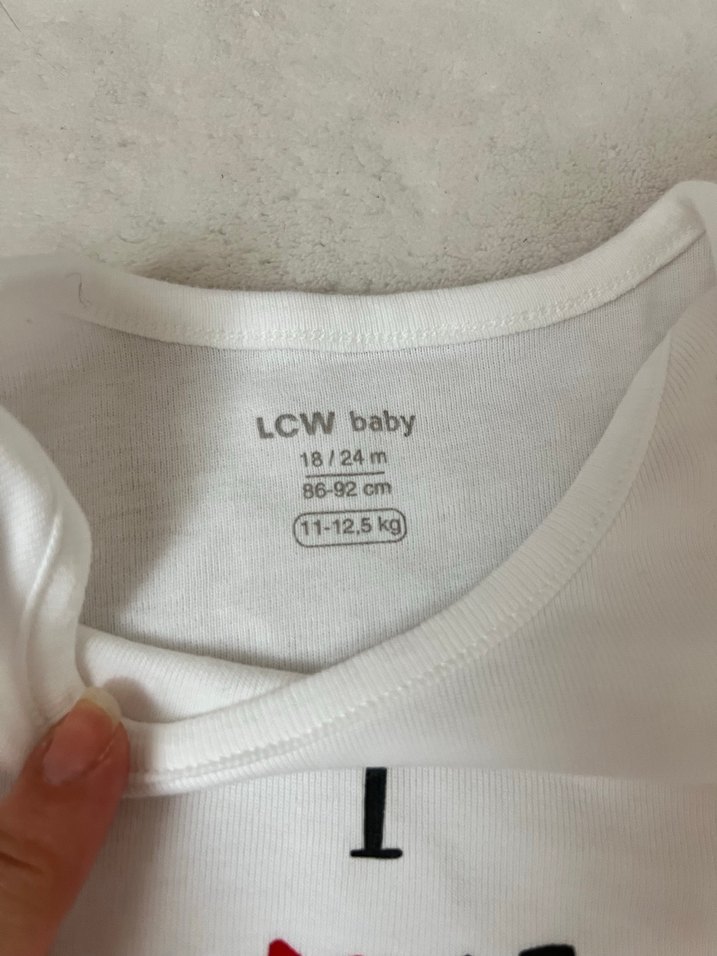 LCW baby
18 / 24 m
86-92 cm
11-12,5 kg
I